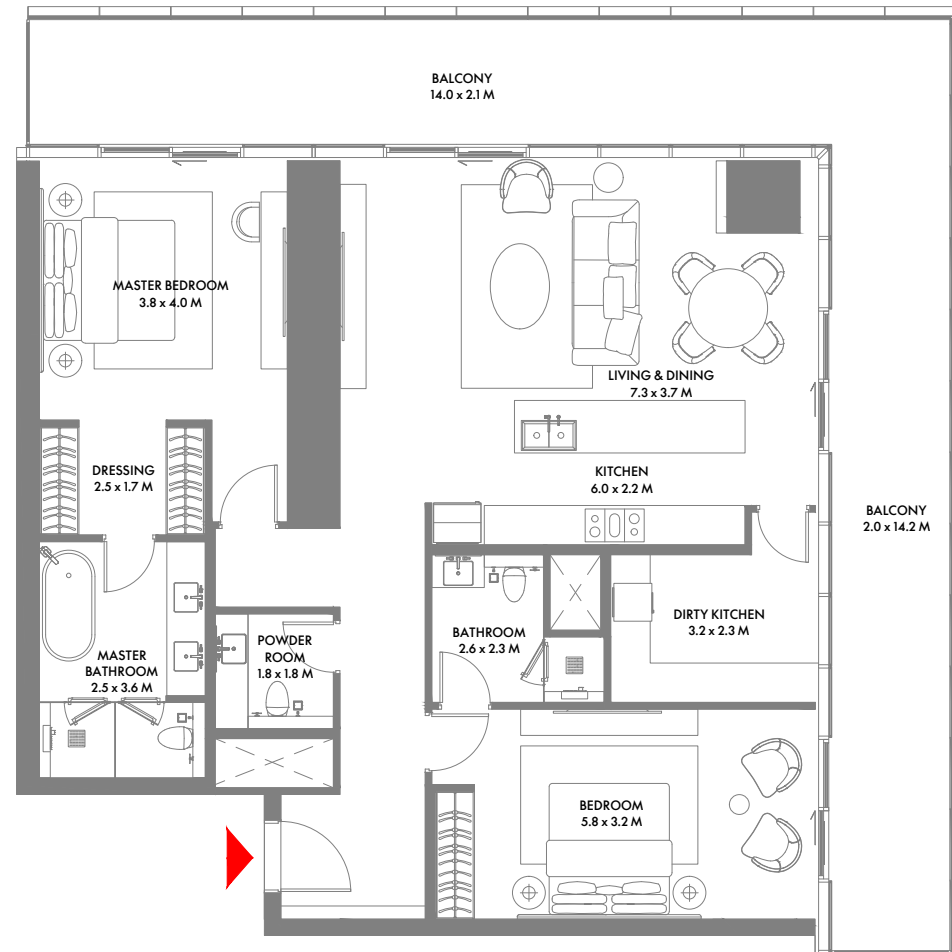 BALCONY
14.0 x 2.1 M
MASTER BEDROOM
3.8 x 4.0 M
LIVING & DINING
7.3 x 3.7 M
DRESSING
2.5 x 1.7 M
KITCHEN
6.0 x 2.2 M
BALCONY
2.0 x 14.2 M
DIRTY KITCHEN
3.2 x 2.3 M
BATHROOM
2.6 x 2.3 M
POWDER
ROOM
1.8 x 1.8 M
MASTER
BATHROOM
2.5 x 3.6 M
BEDROOM
5.8 x 3.2 M